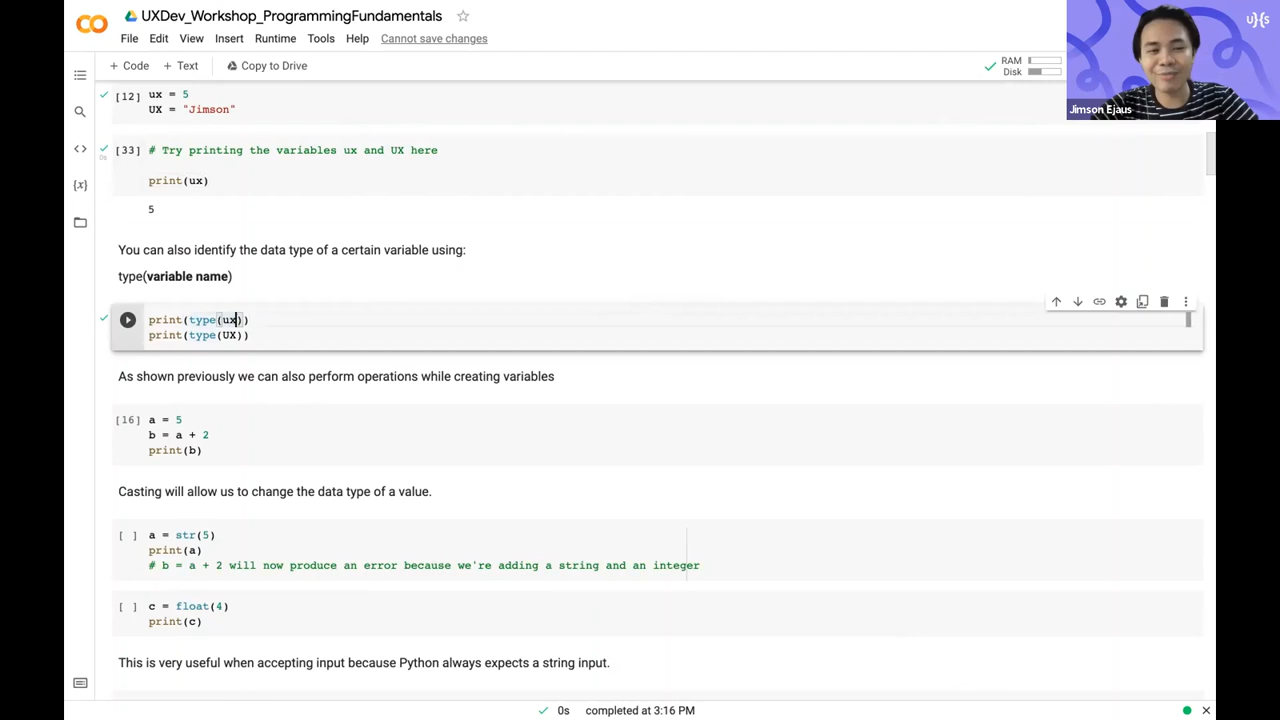 UXDev_Workshop_ProgrammingFundamentals
File Edit View Insert Runtime Tools Help Cannot save changes
+ Code + Text Copy to Drive
RAM
Disk
u}{s
Jimson Ejaus
[12] ux = 5
UX = "Jimson"
[33] # Try printing the variables ux and UX here
0s
print(ux)
5
You can also identify the data type of a certain variable using:
type(variable name)
print(type(ux))
print(type(UX))
As shown previously we can also perform operations while creating variables
[16] a = 5
b = a + 2
print(b)
Casting will allow us to change the data type of a value.
[ ] a = str(5)
print(a)
# b = a + 2 will now produce an error because we're adding a string and an integer
[ ] c = float(4)
print(c)
This is very useful when accepting input because Python always expects a string input.
0s completed at 3:16 PM